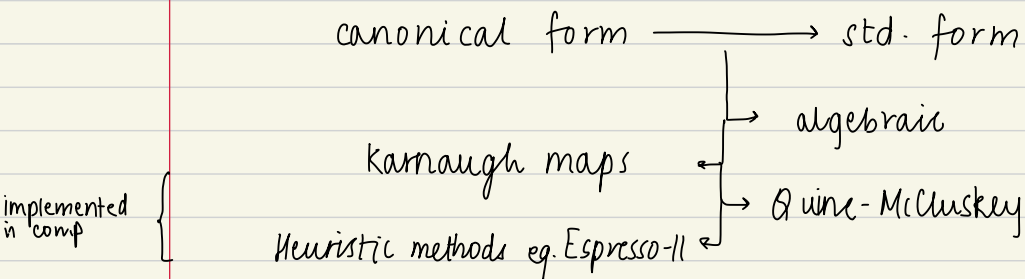 canonical form → std. form
algebraic
Karnaugh maps
Quine-McCluskey
implemented
in comp
Heuristic methods eg. Espresso-II